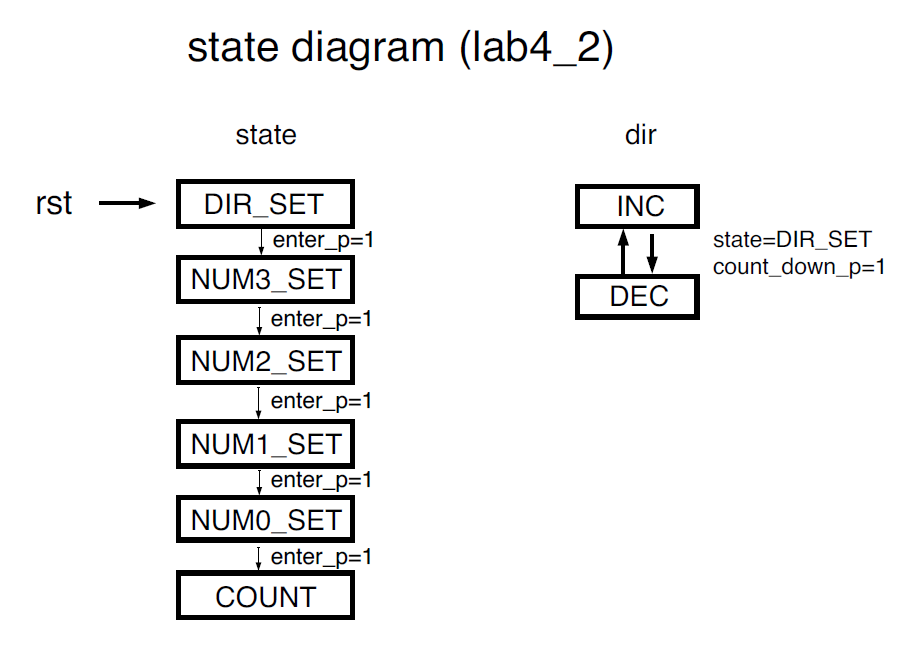 state diagram (lab4_2)
state
rst
DIR_SET
enter_p=1
NUM3_SET
enter_p=1
NUM2_SET
enter_p=1
NUM1_SET
enter_p=1
NUM0_SET
enter_p=1
COUNT
dir
INC
state=DIR_SET
count_down_p=1
DEC